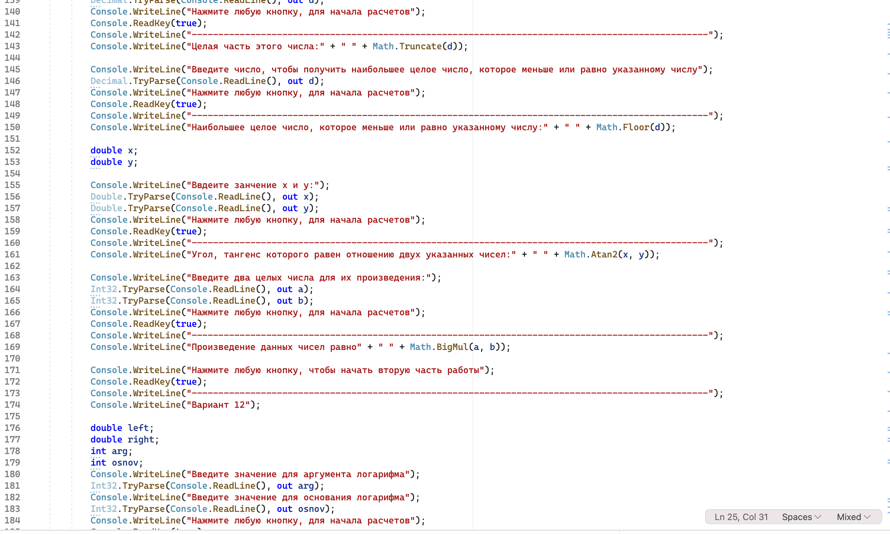 139 Decimal.TryParse(Console.ReadLine(), out d);
140 Console.WriteLine("Нажмите любую кнопку, для начала расчетов");
141 Console.ReadKey(true);
142 Console.WriteLine("------------------------------------------------------------------------------------------------");
143 Console.WriteLine("Целая часть этого числа:" + " " + Math.Truncate(d));
144
145 Console.WriteLine("Введите число, чтобы получить наибольшее целое число, которое меньше или равно указанному числу");
146 Decimal.TryParse(Console.ReadLine(), out d);
147 Console.WriteLine("Нажмите любую кнопку, для начала расчетов");
148 Console.ReadKey(true);
149 Console.WriteLine("------------------------------------------------------------------------------------------------");
150 Console.WriteLine("Наибольшее целое число, которое меньше или равно указанному числу:" + " " + Math.Floor(d));
151
152 double x;
153 double y;
154
155 Console.WriteLine("Ввдеите занчение x и y:");
156 Double.TryParse(Console.ReadLine(), out x);
157 Double.TryParse(Console.ReadLine(), out y);
158 Console.WriteLine("Нажмите любую кнопку, для начала расчетов");
159 Console.ReadKey(true);
160 Console.WriteLine("------------------------------------------------------------------------------------------------");
161 Console.WriteLine("Угол, тангенс которого равен отношению двух указанных чисел:" + " " + Math.Atan2(x, y));
162
163 Console.WriteLine("Введите два целых числа для их произведения:");
164 Int32.TryParse(Console.ReadLine(), out a);
165 Int32.TryParse(Console.ReadLine(), out b);
166 Console.WriteLine("Нажмите любую кнопку, для начала расчетов");
167 Console.ReadKey(true);
168 Console.WriteLine("------------------------------------------------------------------------------------------------");
169 Console.WriteLine("Произведение данных чисел равно" + " " + Math.BigMul(a, b));
170
171 Console.WriteLine("Нажмите любую кнопку, чтобы начать вторую часть работы");
172 Console.ReadKey(true);
173 Console.WriteLine("------------------------------------------------------------------------------------------------");
174 Console.WriteLine("Вариант 12");
175
176 double left;
177 double right;
178 int arg;
179 int osnov;
180 Console.WriteLine("Введите значение для аргумента логарифма");
181 Int32.TryParse(Console.ReadLine(), out arg);
182 Console.WriteLine("Введите значение для основания логарифма");
183 Int32.TryParse(Console.ReadLine(), out osnov);
184 Console.WriteLine("Нажмите любую кнопку, для начала расчетов");
Ln 25, Col 31 Spaces Mixed